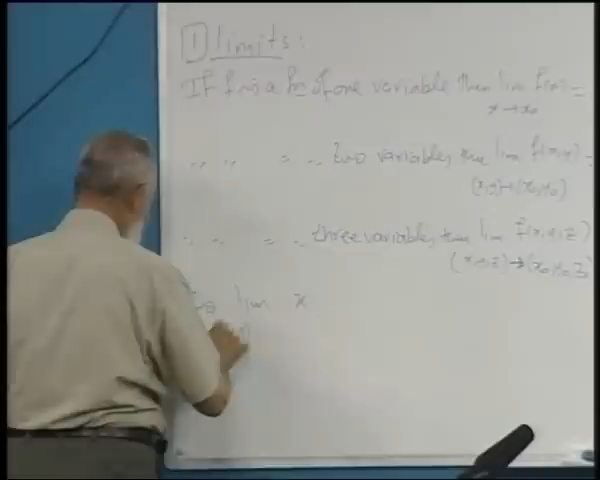 1 limits:
If f is a fn of one variable then lim f(x) =
x→x₀
" " = " two variables then lim f(x,y) =
(x,y)→(x₀,y₀)
" " = " three variables then lim f(x,y,z)
(x,y,z)→(x₀,y₀,z₀
lim x